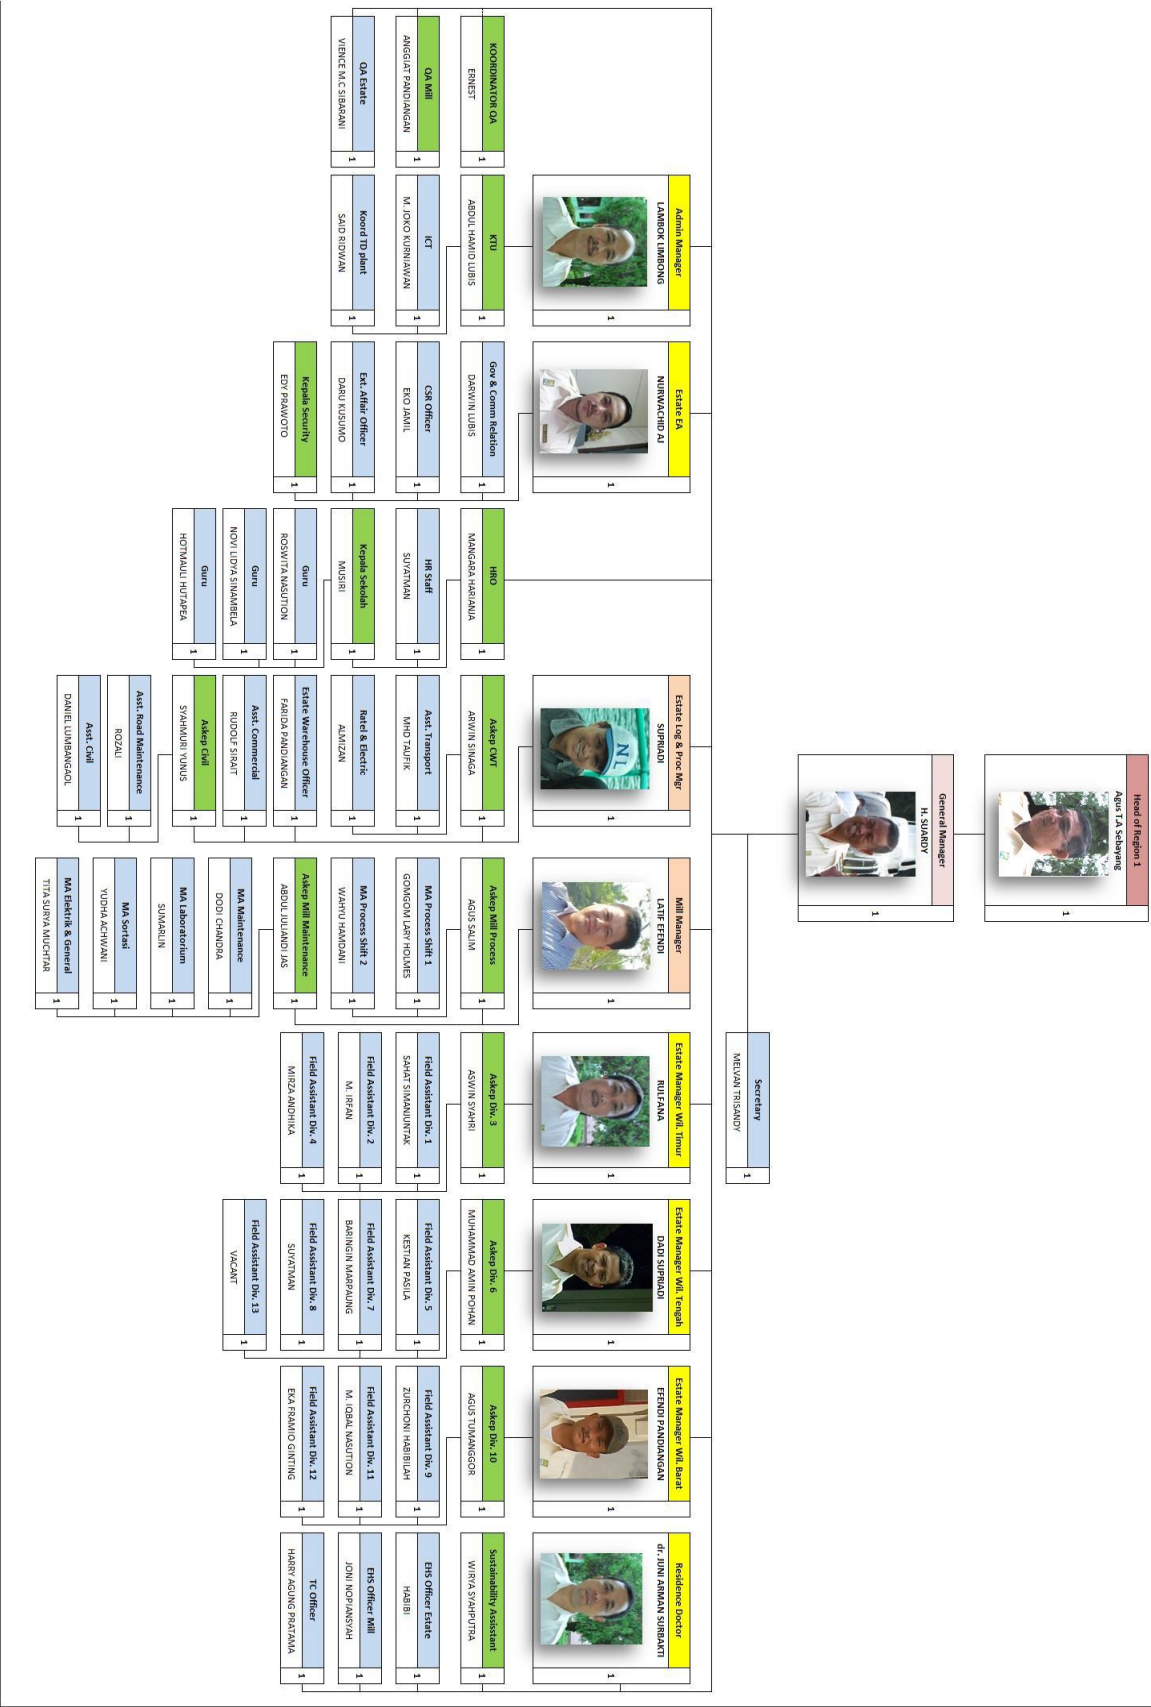 Head of Region 1
Agus T.A Sebayang
1
General Manager
H. SUARDY
1
Secretary
MELVAN TRISANDY
1
KOORDINATOR QA
ERNEST
1
QA Mill
ANGGIAT PANDIANGAN
1
QA Estate
VIENCE M.C SIBARANI
1
Admin Manager
LAMBOK LIMBONG
1
KTU
ABDUL HAMID LUBIS
1
ICT
M. JOKO KURNIAWAN
1
Koord TD plant
SAID RIDWAN
1
Estate EA
NURWACHID AJ
1
Gov & Comm Relation
DARWIN LUBIS
1
CSR Officer
EKO JAMIL
1
Ext. Affair Officer
DARU KUSUMO
1
Kepala Security
EDY PRAWOTO
1
HRO
MANGARA HARIANJA
1
HR Staff
SUYATMAN
1
Kepala Sekolah
MUSIRI
1
Guru
ROSWITA NASUTION
1
Guru
NOVI LIDYA SINAMBELA
1
Guru
HOTMAULI HUTAPEA
1
Estate Log & Proc Mgr
SUPRIADI
1
Askep CWT
ARWIN SINAGA
1
Asst. Transport
MHD TAUFIK
1
Ratel & Electric
ALMIZAN
1
Estate Warehouse Officer
FARIDA PANDIANGAN
1
Asst. Commercial
RUDOLF SIRAIT
1
Askep Civil
SYAHMURI YUNUS
1
Asst. Road Maintenance
ROZALI
1
Asst. Civil
DANIEL LUMBANGAOL
1
Mill Manager
LATIF EFENDI
1
Askep Mill Process
AGUS SALIM
1
MA Process Shift 1
GOMGOM LARY HOLMES
1
MA Process Shift 2
WAHYU HAMDANI
1
Askep Mill Maintenance
ABDUL JULIANDI JAS
1
MA Maintenance
DODI CHANDRA
1
MA Laboratorium
SUMARLIN
1
MA Sortasi
YUDHA ACHWANI
1
MA Elektrik & General
TITA SURYA MUCHTAR
1
Estate Manager Wil. Timur
RULFANA
1
Askep Div. 3
ASWIN SYAHRI
1
Field Assistant Div. 1
SAHAT SIMANJUNTAK
1
Field Assistant Div. 2
M. IRFAN
1
Field Assistant Div. 4
MIRZA ANDHIKA
1
Estate Manager Wil. Tengah
DADI SUPRIADI
1
Askep Div. 6
MUHAMMAD AMIN POHAN
1
Field Assistant Div. 5
KESTIAN PASILA
1
Field Assistant Div. 7
BARINGIN MARPAUNG
1
Field Assistant Div. 8
SUYATMAN
1
Field Assistant Div. 13
VACANT
1
Estate Manager Wil. Barat
EFENDI PANDIANGAN
1
Askep Div. 10
AGUS TUMANGGOR
1
Field Assistant Div. 9
ZURCHONI HABIBILAH
1
Field Assistant Div. 11
M. IQBAL NASUTION
1
Field Assistant Div. 12
EKA FRAMIO GINTING
1
Residence Doctor
dr. JUNI ARMAN SURBAKTI
1
Sustainability Assisstant
WIRYA SYAHPUTRA
1
EHS Officer Estate
HABIBI
1
EHS Officer Mill
JONI NOPIANSYAH
1
TC Officer
HARRY AGUNG PRATAMA
1